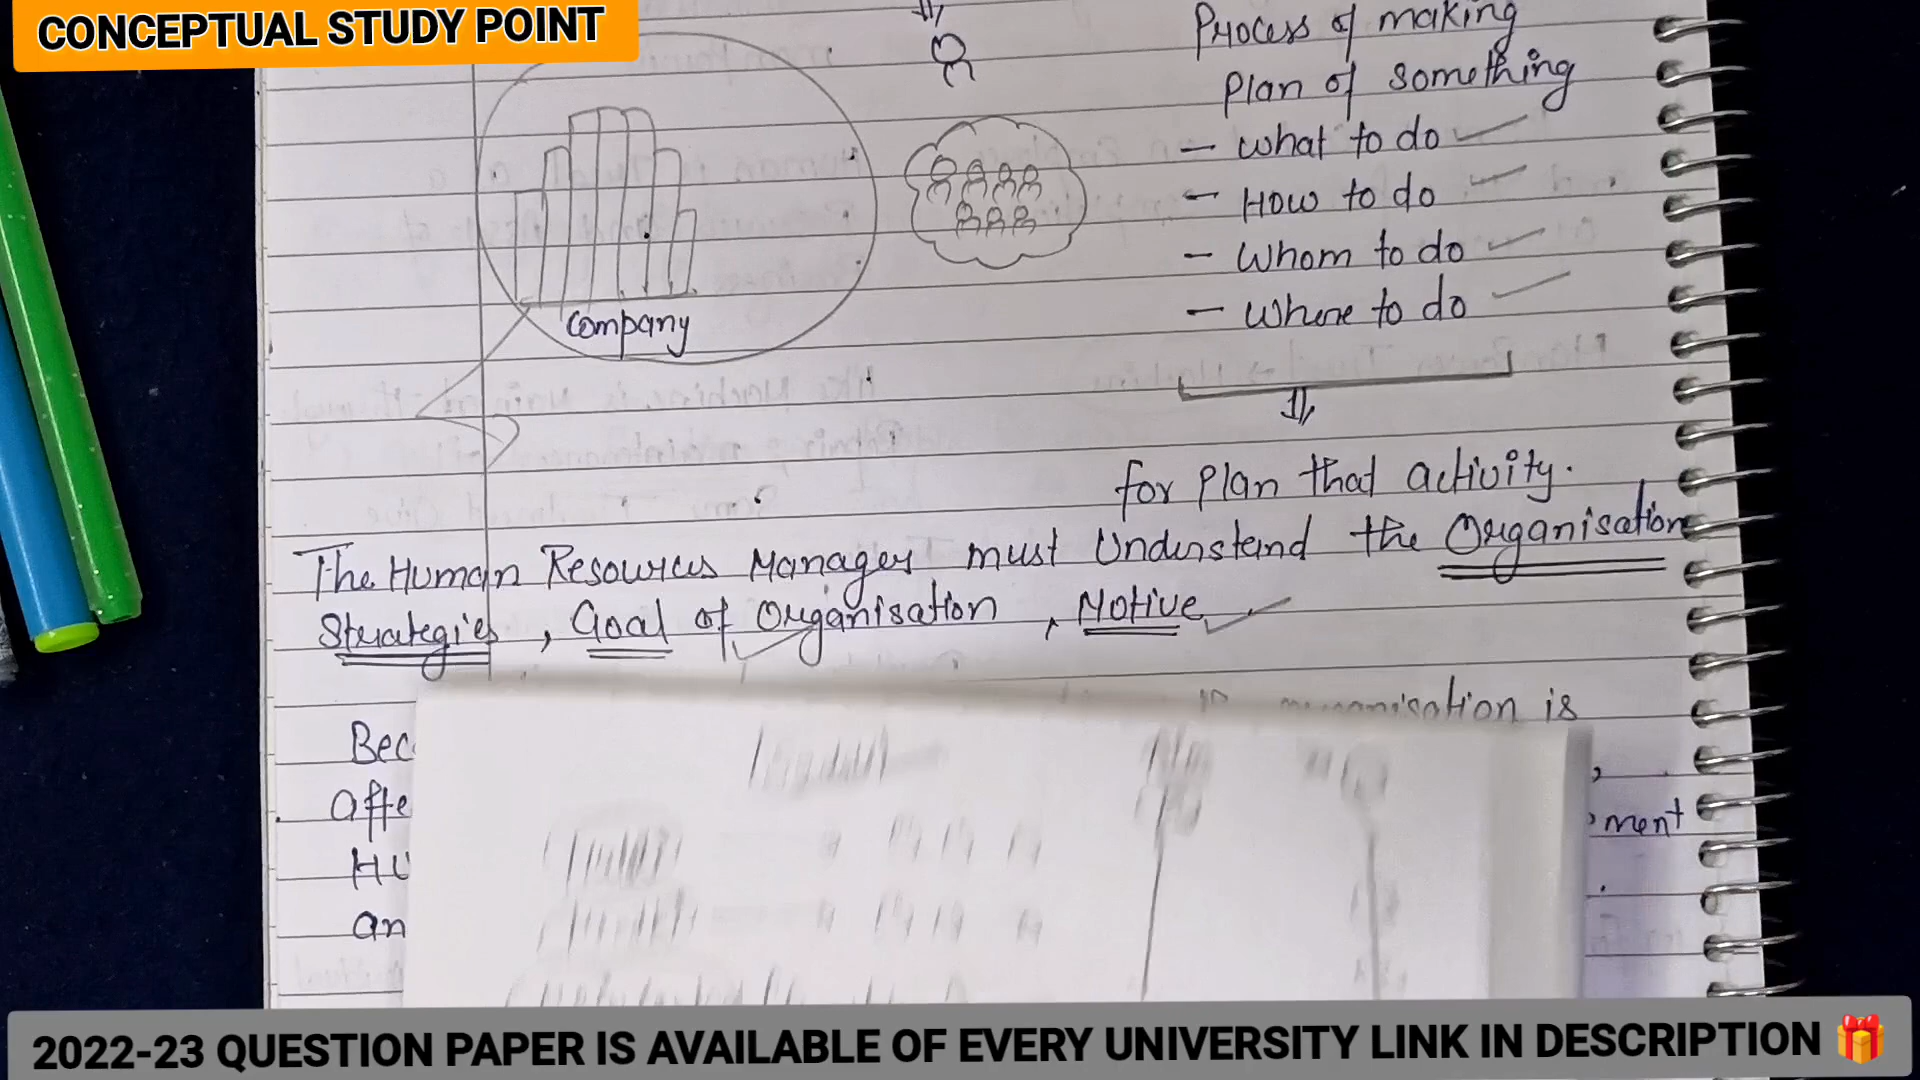 CONCEPTUAL STUDY POINT
Process of making
Plan of something
- what to do
- How to do
- Whom to do
- Where to do
Company
for Plan that activity.
The Human Resources Manager must Understand the Organisation
Strategies, Goal of Organisation, Motive
is
Bec
affe
ment
HU
an
2022-23 QUESTION PAPER IS AVAILABLE OF EVERY UNIVERSITY LINK IN DESCRIPTION